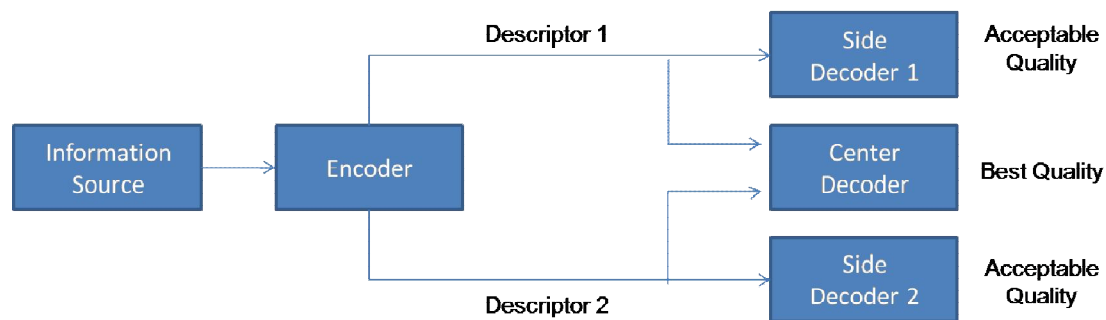 Descriptor 1
Side
Decoder 1
Acceptable
Quality
Information
Source
Encoder
Center
Decoder
Best Quality
Side
Decoder 2
Acceptable
Quality
Descriptor 2